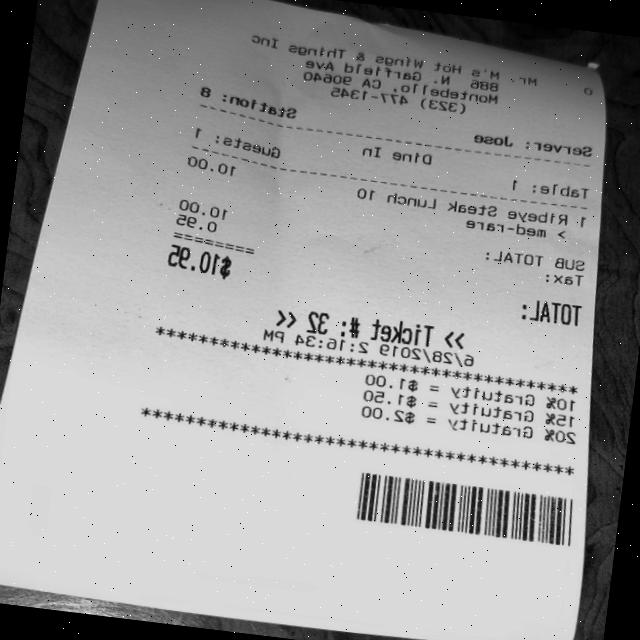 Mr. M's Hot Wings & Things Inc
886 N. Garfield Ave
Montebello, CA 90640
(323) 477-1345
Server: Jose Station: 8
Table: 1 Dine In Guests: 1
1 Ribeye Steak Lunch 10 10.00
> med-rare
SUB TOTAL: 10.00
Tax: 0.95
========
TOTAL: $10.95
>> Ticket #: 32 <<
6/28/2019 2:16:34 PM
****************************************
10% Gratuity = $1.00
15% Gratuity = $1.50
20% Gratuity = $2.00
****************************************